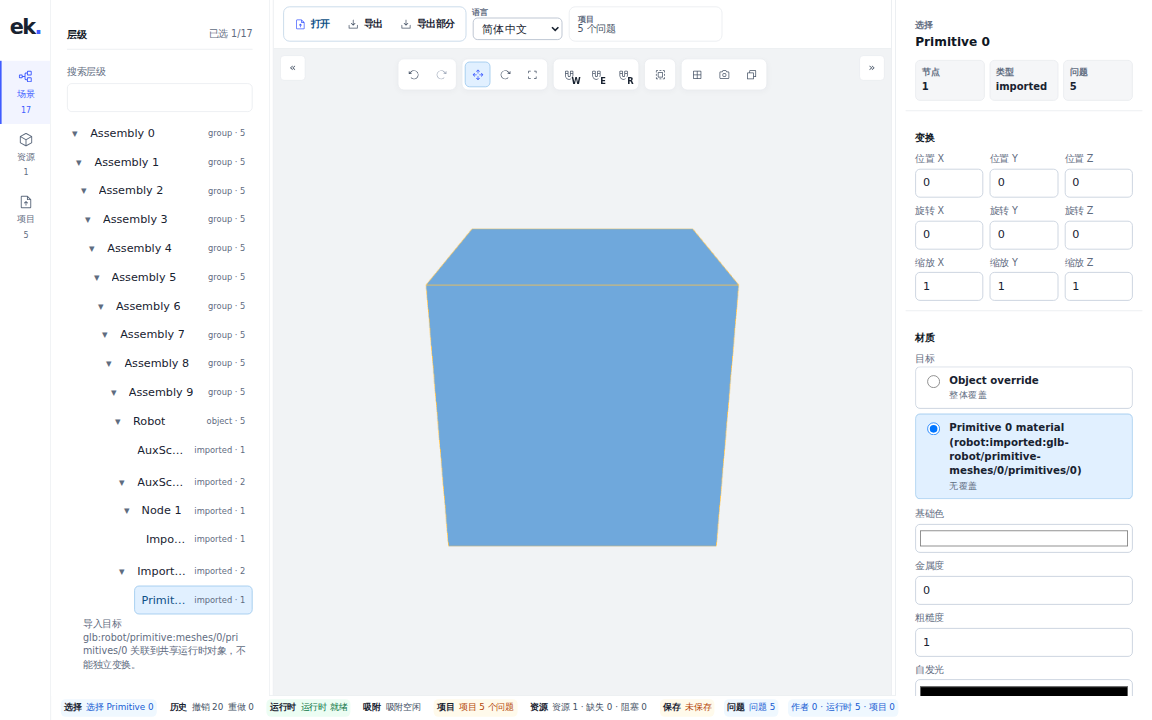 ek.
场景
17
资源
1
项目
5
层级
已选 1/17
搜索层级
▾ Assembly 0 group · 5
▾ Assembly 1 group · 5
▾ Assembly 2 group · 5
▾ Assembly 3 group · 5
▾ Assembly 4 group · 5
▾ Assembly 5 group · 5
▾ Assembly 6 group · 5
▾ Assembly 7 group · 5
▾ Assembly 8 group · 5
▾ Assembly 9 group · 5
▾ Robot object · 5
AuxSc... imported · 1
▾ AuxSc... imported · 2
▾ Node 1 imported · 1
Impo... imported · 1
▾ Import... imported · 2
Primit... imported · 1
导入目标
glb:robot/primitive:meshes/0/pri
mitives/0 关联到共享运行时对象，不
能独立变换。
打开 导出 导出部分
语言
简体中文
项目
5 个问题
«
W E R
»
选择
Primitive 0
节点 类型 问题
1 imported 5
变换
位置 X 位置 Y 位置 Z
0 0 0
旋转 X 旋转 Y 旋转 Z
0 0 0
缩放 X 缩放 Y 缩放 Z
1 1 1
材质
目标
Object override
整体覆盖
Primitive 0 material
(robot:imported:glb-
robot/primitive-
meshes/0/primitives/0)
无覆盖
基础色
金属度
0
粗糙度
1
自发光
选择 选择 Primitive 0 历史 撤销 20 重做 0 运行时 运行时 就绪 吸附 吸附空闲 项目 项目 5 个问题 资源 资源 1 · 缺失 0 · 阻塞 0 保存 未保存 问题 问题 5 作者 0 · 运行时 5 · 项目 0